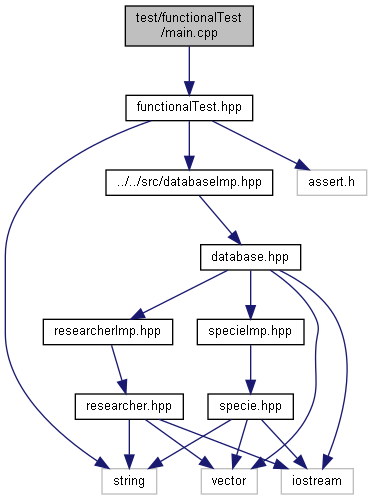 test/functionalTest
/main.cpp
functionalTest.hpp
../../src/databaseImp.hpp
assert.h
database.hpp
researcherImp.hpp
specieImp.hpp
researcher.hpp
specie.hpp
string
vector
iostream